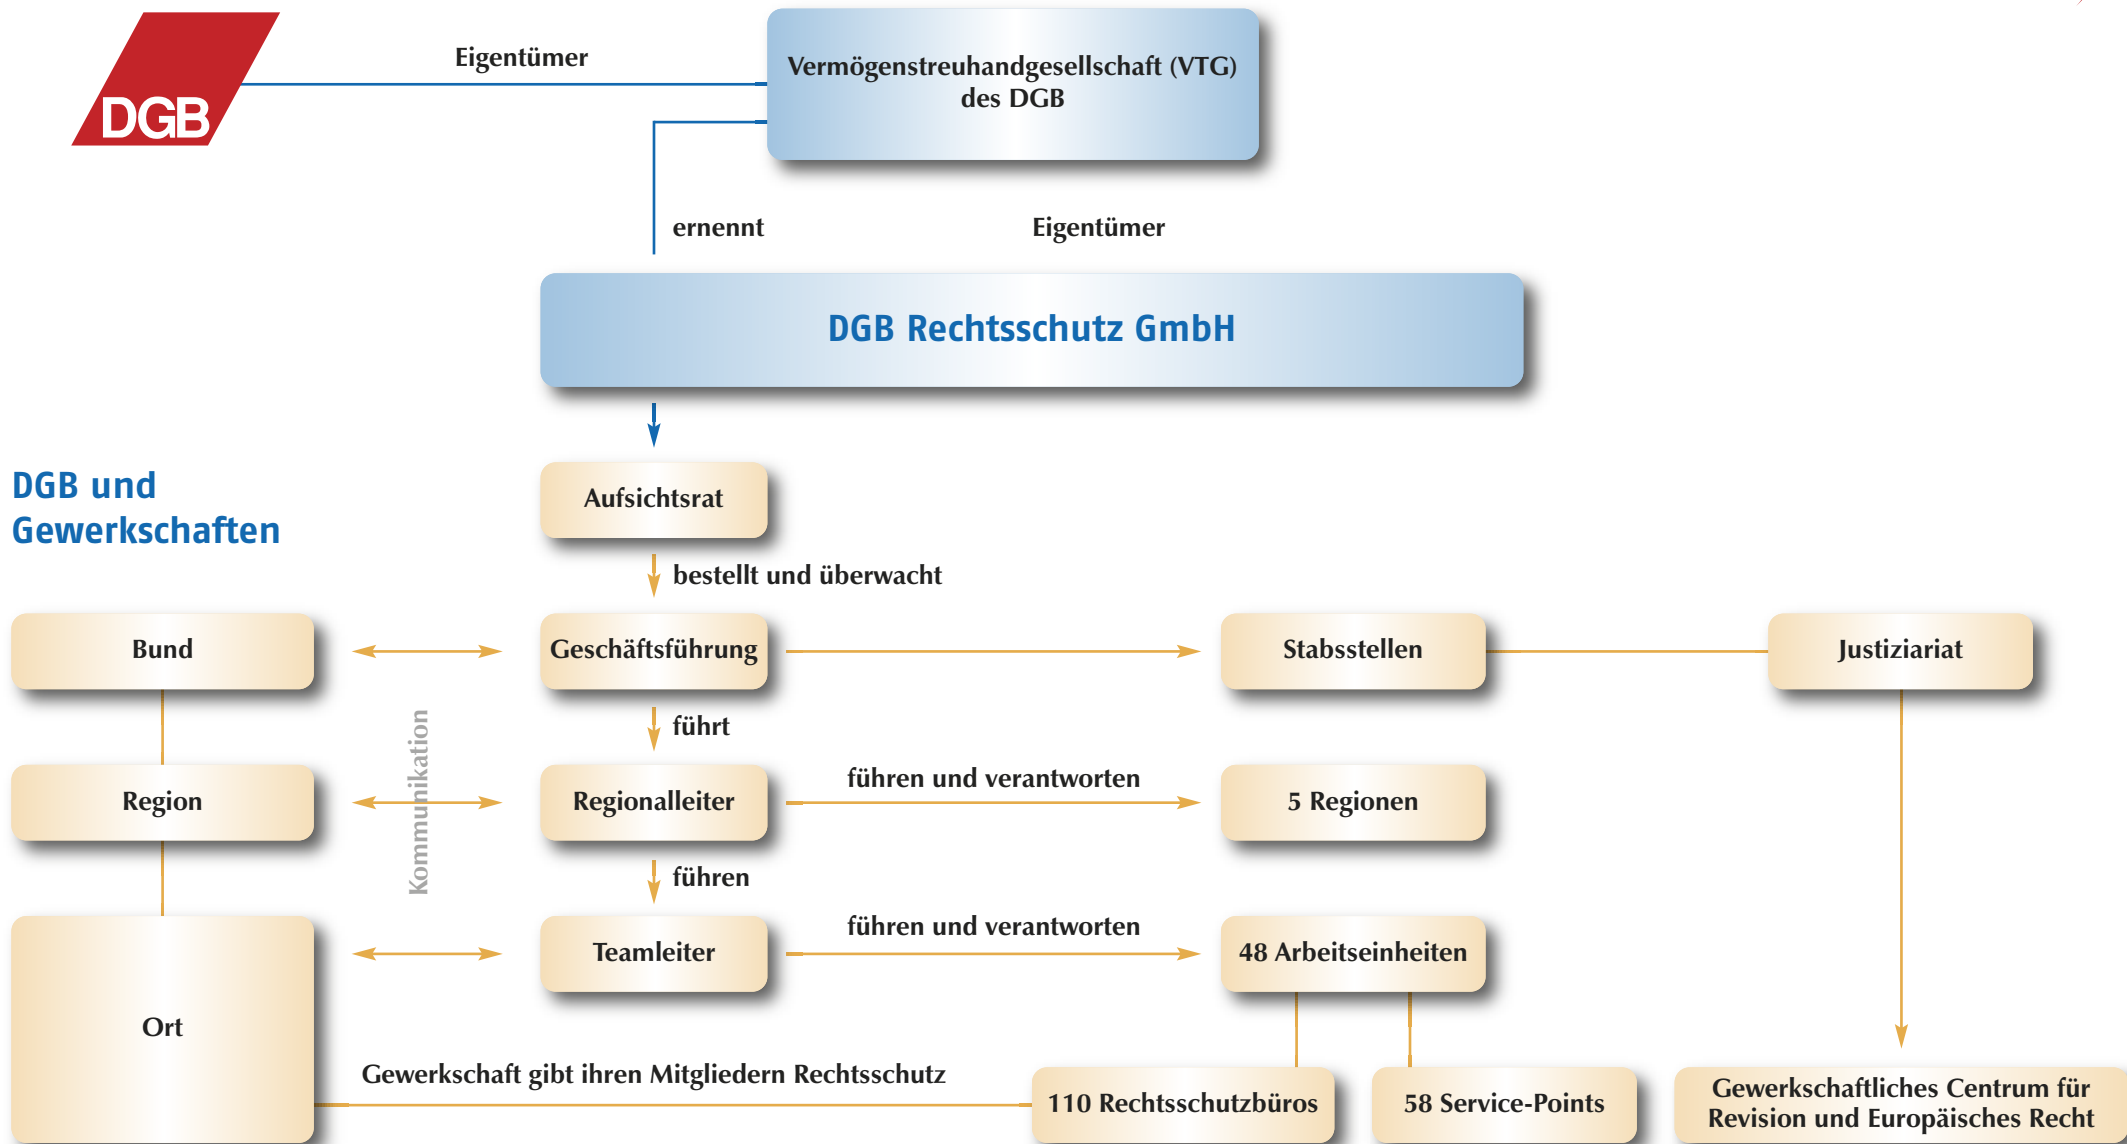 DGB
Eigentümer
Vermögenstreuhandgesellschaft (VTG)
des DGB
ernennt
Eigentümer
DGB Rechtsschutz GmbH
DGB und
Gewerkschaften
Aufsichtsrat
bestellt und überwacht
Bund
Geschäftsführung
Stabsstellen
Justiziariat
Kommunikation
führt
Region
Regionalleiter
führen und verantworten
5 Regionen
führen
Ort
Teamleiter
führen und verantworten
48 Arbeitseinheiten
Gewerkschaft gibt ihren Mitgliedern Rechtsschutz
110 Rechtsschutzbüros
58 Service-Points
Gewerkschaftliches Centrum für
Revision und Europäisches Recht